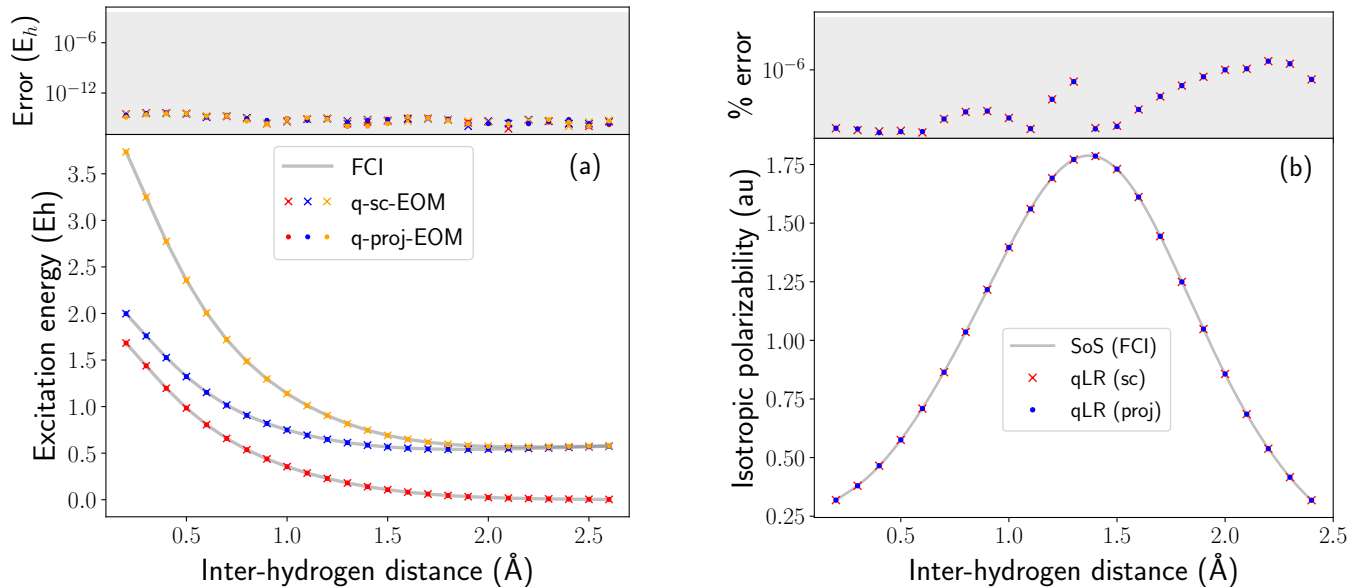 Error (E_h)
10⁻⁶
10⁻¹²
Excitation energy (Eh)
3.5
3.0
2.5
2.0
1.5
1.0
0.5
0.0
(a)
FCI
q-sc-EOM
q-proj-EOM
0.5 1.0 1.5 2.0 2.5
Inter-hydrogen distance (Å)
% error
10⁻⁶
Isotropic polarizability (au)
1.75
1.50
1.25
1.00
0.75
0.50
0.25
(b)
SoS (FCI)
qLR (sc)
qLR (proj)
0.5 1.0 1.5 2.0 2.5
Inter-hydrogen distance (Å)